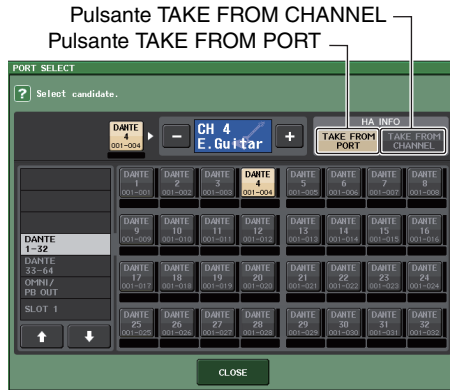 Pulsante TAKE FROM CHANNEL
Pulsante TAKE FROM PORT
PORT SELECT
? Select candidate.
DANTE 4 001-004
−
CH 4
E.Guitar
+
HA INFO
TAKE FROM PORT
TAKE FROM CHANNEL
DANTE 1-32
DANTE 33-64
OMNI/PB OUT
SLOT 1
DANTE 1 001-001
DANTE 2 001-002
DANTE 3 001-003
DANTE 4 001-004
DANTE 5 001-005
DANTE 6 001-006
DANTE 7 001-007
DANTE 8 001-008
DANTE 9 001-009
DANTE 10 001-010
DANTE 11 001-011
DANTE 12 001-012
DANTE 13 001-013
DANTE 14 001-014
DANTE 15 001-015
DANTE 16 001-016
DANTE 17 001-017
DANTE 18 001-018
DANTE 19 001-019
DANTE 20 001-020
DANTE 21 001-021
DANTE 22 001-022
DANTE 23 001-023
DANTE 24 001-024
DANTE 25 001-025
DANTE 26 001-026
DANTE 27 001-027
DANTE 28 001-028
DANTE 29 001-029
DANTE 30 001-030
DANTE 31 001-031
DANTE 32 001-032
CLOSE